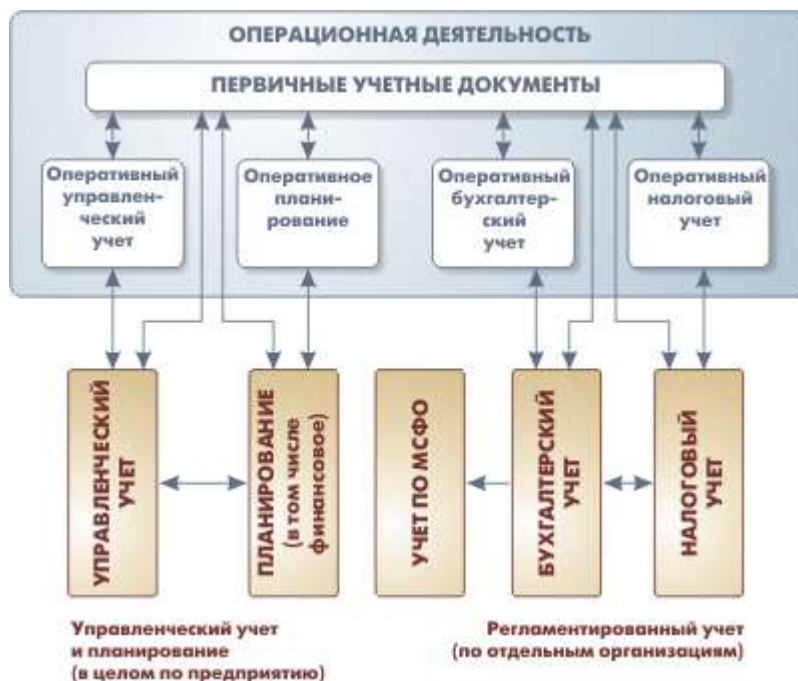 ОПЕРАЦИОННАЯ ДЕЯТЕЛЬНОСТЬ
ПЕРВИЧНЫЕ УЧЕТНЫЕ ДОКУМЕНТЫ
Оперативный
управлен-
ческий
учет
Оперативное
плани-
рование
Оперативный
бухгалтер-
ский
учет
Оперативный
налоговый
учет
УПРАВЛЕНЧЕСКИЙ
УЧЕТ
ПЛАНИРОВАНИЕ
(в том числе
финансовое)
УЧЕТ ПО МСФО
БУХГАЛТЕРСКИЙ
УЧЕТ
НАЛОГОВЫЙ
УЧЕТ
Управленческий учет
и планирование
(в целом по предприятию)
Регламентированный учет
(по отдельным организациям)